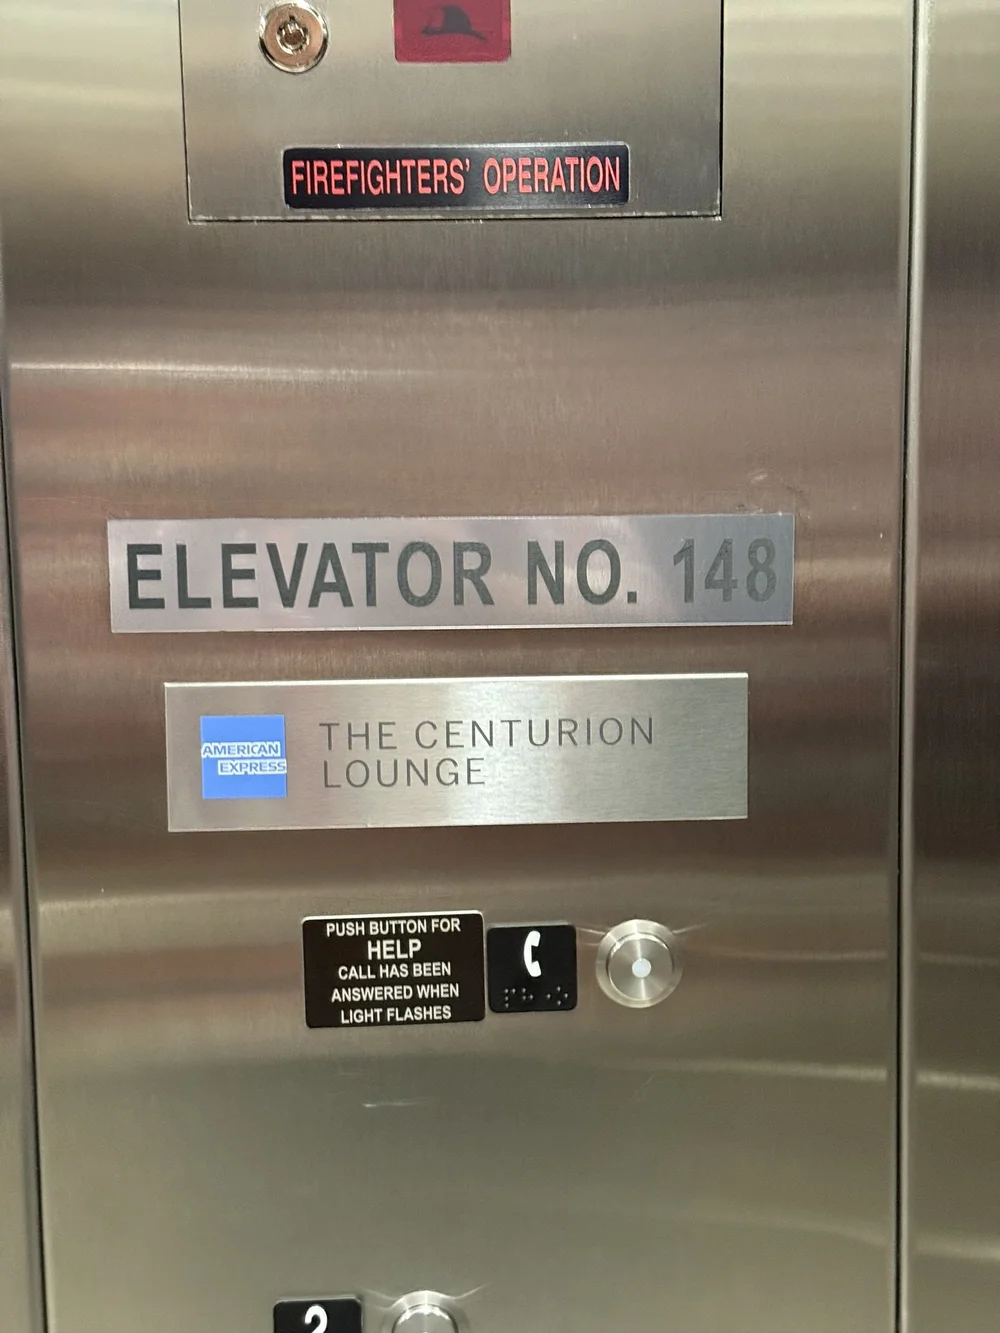 FIREFIGHTERS' OPERATION
ELEVATOR NO. 148
AMERICAN
EXPRESS
THE CENTURION
LOUNGE
PUSH BUTTON FOR
HELP
CALL HAS BEEN
ANSWERED WHEN
LIGHT FLASHES
2